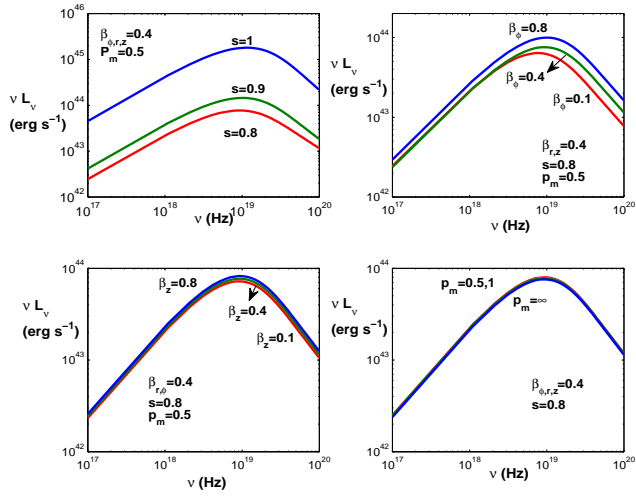 10^46
10^45
10^44
10^43
10^42
ν L_ν
(erg s^−1)
β_ϕ,r,z=0.4
P_m=0.5
s=1
s=0.9
s=0.8
10^17 10^18 10^19 10^20
ν (Hz)
10^44
10^43
10^42
ν L_ν
(erg s^−1)
β_ϕ=0.8
β_ϕ=0.4
β_ϕ=0.1
β_r,z=0.4
s=0.8
p_m=0.5
10^17 10^18 10^19 10^20
ν (Hz)
10^44
10^43
10^42
ν L_ν
(erg s^−1)
β_z=0.8
β_z=0.4
β_z=0.1
β_r,ϕ=0.4
s=0.8
p_m=0.5
10^17 10^18 10^19 10^20
ν (Hz)
10^44
10^43
10^42
ν L_ν
(erg s^−1)
p_m=0.5,1
p_m=∞
β_ϕ,r,z=0.4
s=0.8
10^17 10^18 10^19 10^20
ν (Hz)